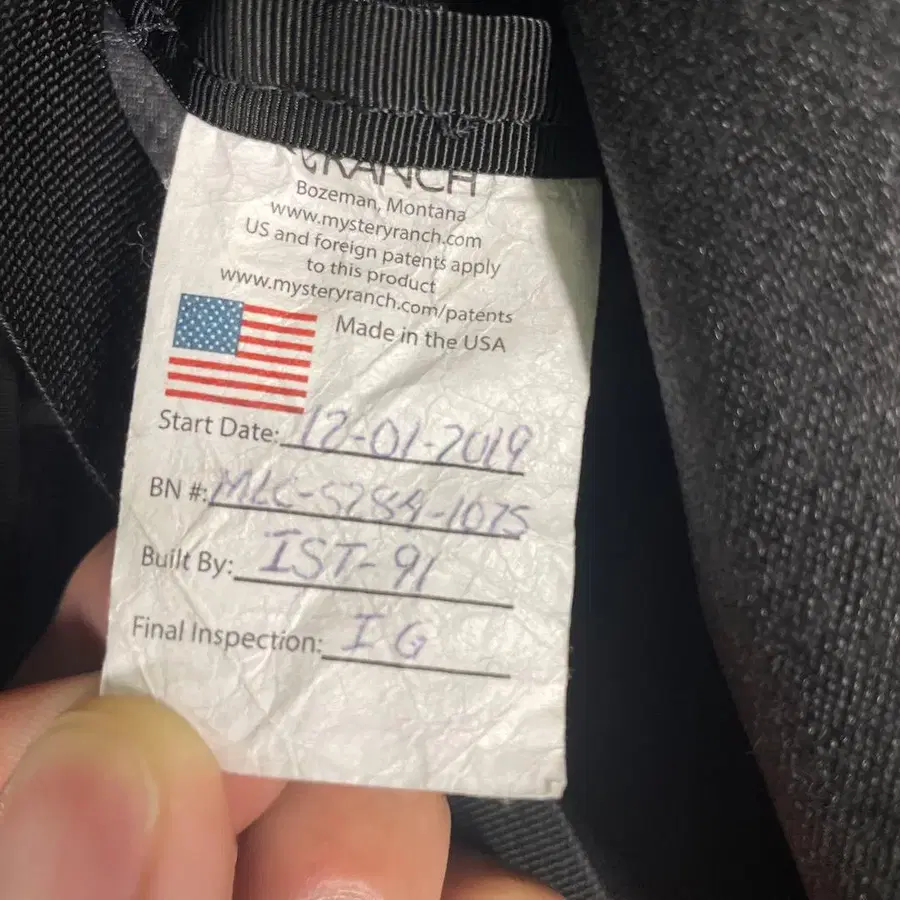 RANCH
Bozeman, Montana
www.mysteryranch.com
US and foreign patents apply
to this product
www.mysteryranch.com/patents
Made in the USA
Start Date: 12-01-2019
BN #: MLC-5284-1075
Built By: IST-91
Final Inspection: IG